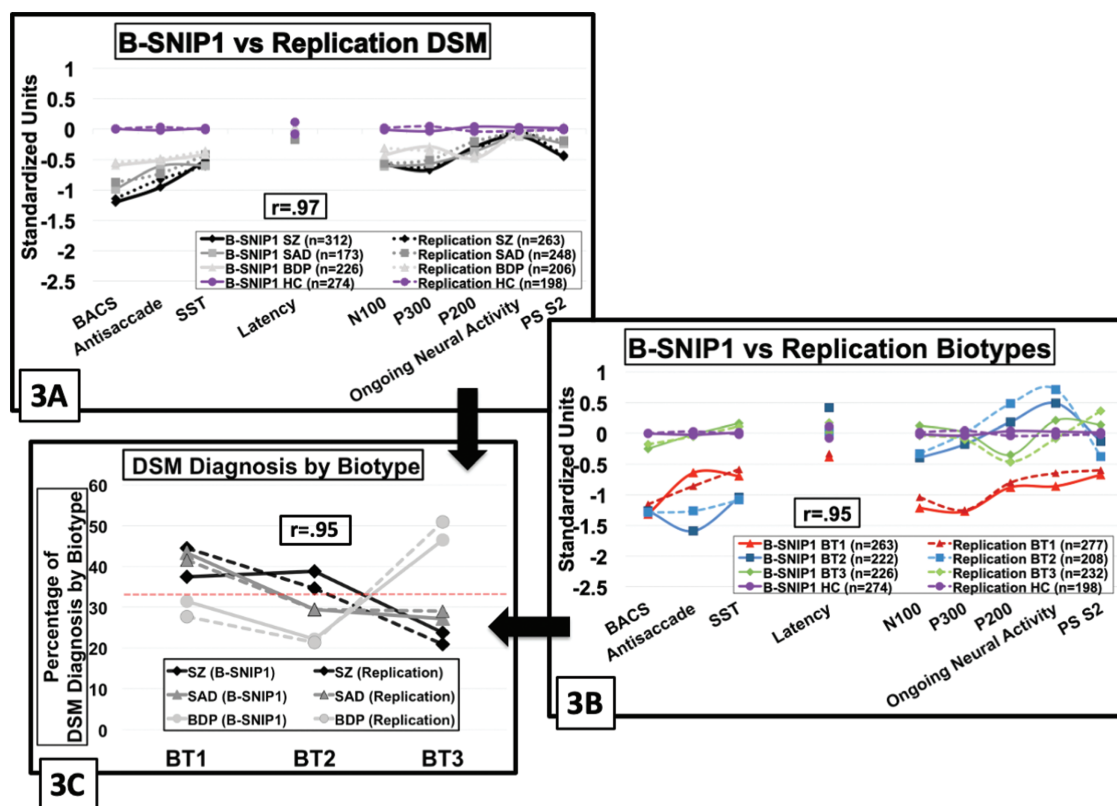 B-SNIP1 vs Replication DSM
Standardized Units
1
0.5
0
-0.5
-1
-1.5
-2
-2.5
r=.97
B-SNIP1 SZ (n=312) Replication SZ (n=263)
B-SNIP1 SAD (n=173) Replication SAD (n=248)
B-SNIP1 BDP (n=226) Replication BDP (n=206)
B-SNIP1 HC (n=274) Replication HC (n=198)
BACS
Antisaccade
SST
Latency
N100
P300
P200
Ongoing Neural Activity
PS S2
3A
B-SNIP1 vs Replication Biotypes
Standardized Units
1
0.5
0
-0.5
-1
-1.5
-2
-2.5
r=.95
B-SNIP1 BT1 (n=263) Replication BT1 (n=277)
B-SNIP1 BT2 (n=222) Replication BT2 (n=208)
B-SNIP1 BT3 (n=226) Replication BT3 (n=232)
B-SNIP1 HC (n=274) Replication HC (n=198)
BACS
Antisaccade
SST
Latency
N100
P300
P200
Ongoing Neural Activity
PS S2
3B
DSM Diagnosis by Biotype
Percentage of
DSM Diagnosis by Biotype
60
50
40
30
20
10
0
r=.95
SZ (B-SNIP1) SZ (Replication)
SAD (B-SNIP1) SAD (Replication)
BDP (B-SNIP1) BDP (Replication)
BT1 BT2 BT3
3C